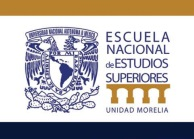 ESCUELA
NACIONAL
de ESTUDIOS
SUPERIORES
UNIDAD MORELIA